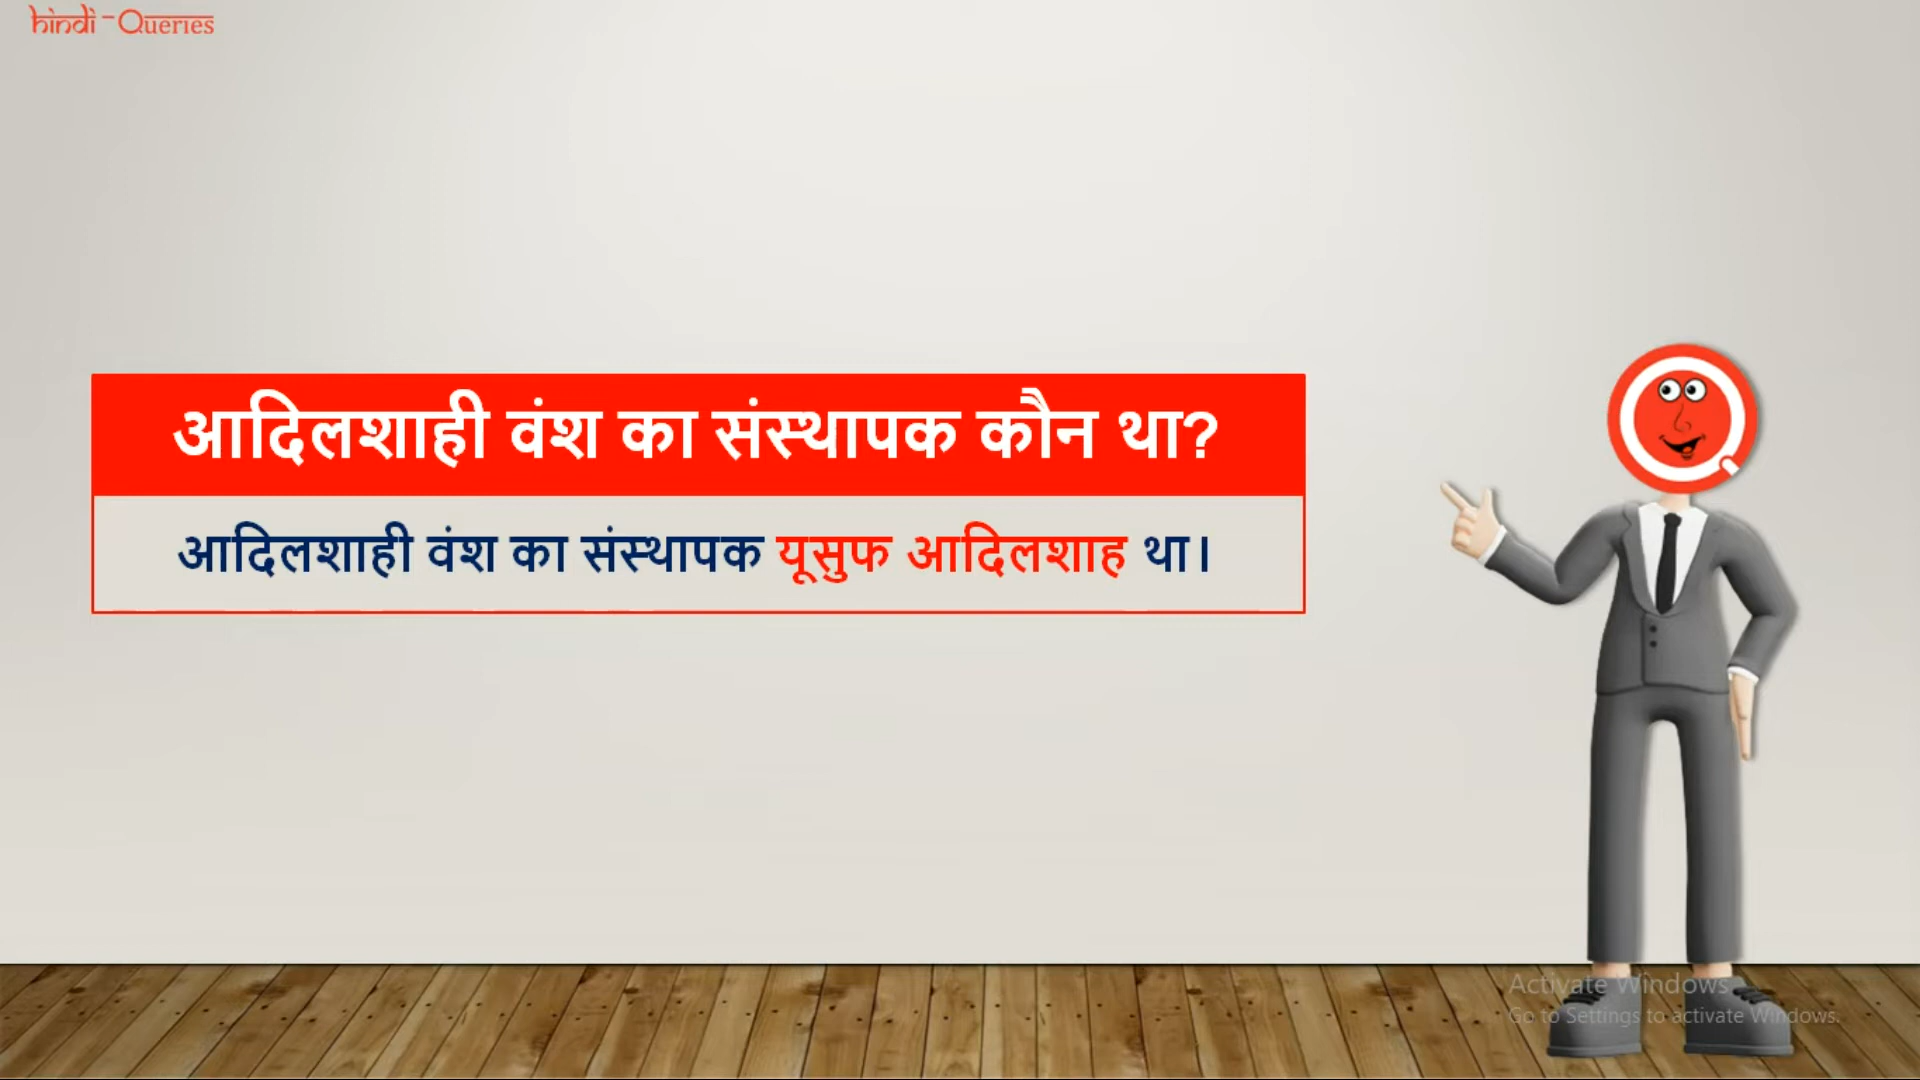 hindi-Queries
आदिलशाही वंश का संस्थापक कौन था?
आदिलशाही वंश का संस्थापक यूसुफ आदिलशाह था।
Activate Windows
Go to Settings to activate Windows.